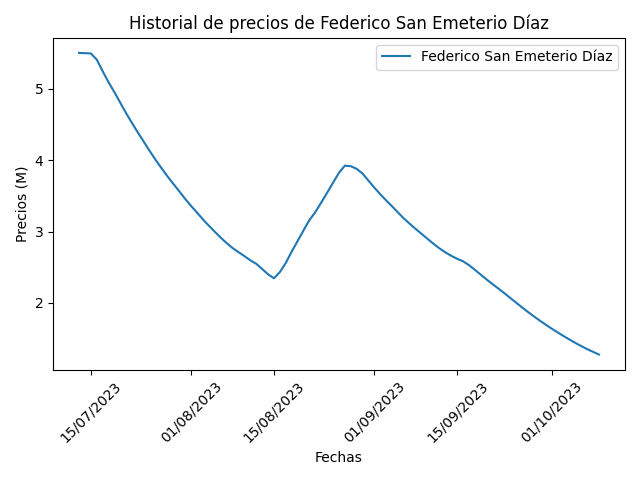 Historial de precios de Federico San Emeterio Díaz
Federico San Emeterio Díaz
Precios (M)
5
4
3
2
15/07/2023
01/08/2023
15/08/2023
01/09/2023
15/09/2023
01/10/2023
Fechas